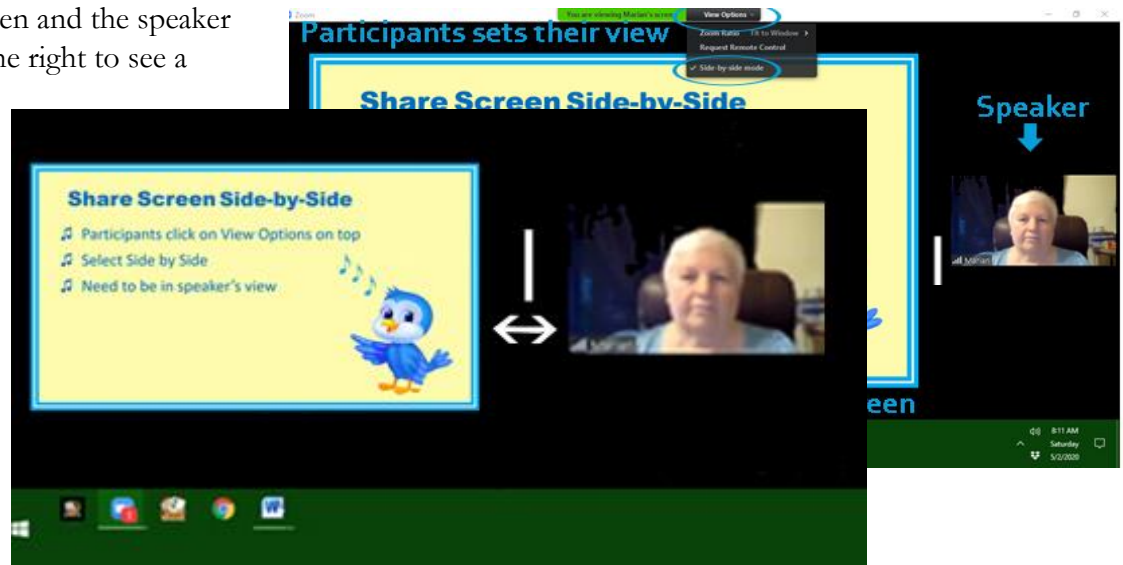 en and the speaker
ne right to see a
Zoom
You are viewing Marian's screen
View Options
Participants sets their view
Zoom Ratio Fit to Window
Request Remote Control
Side-by-side mode
Share Screen Side-by-Side
Speaker
Marian
Share Screen Side-by-Side
Participants click on View Options on top
Select Side by Side
Need to be in speaker's view
Marian
een
8:11 AM
Saturday
5/2/2020